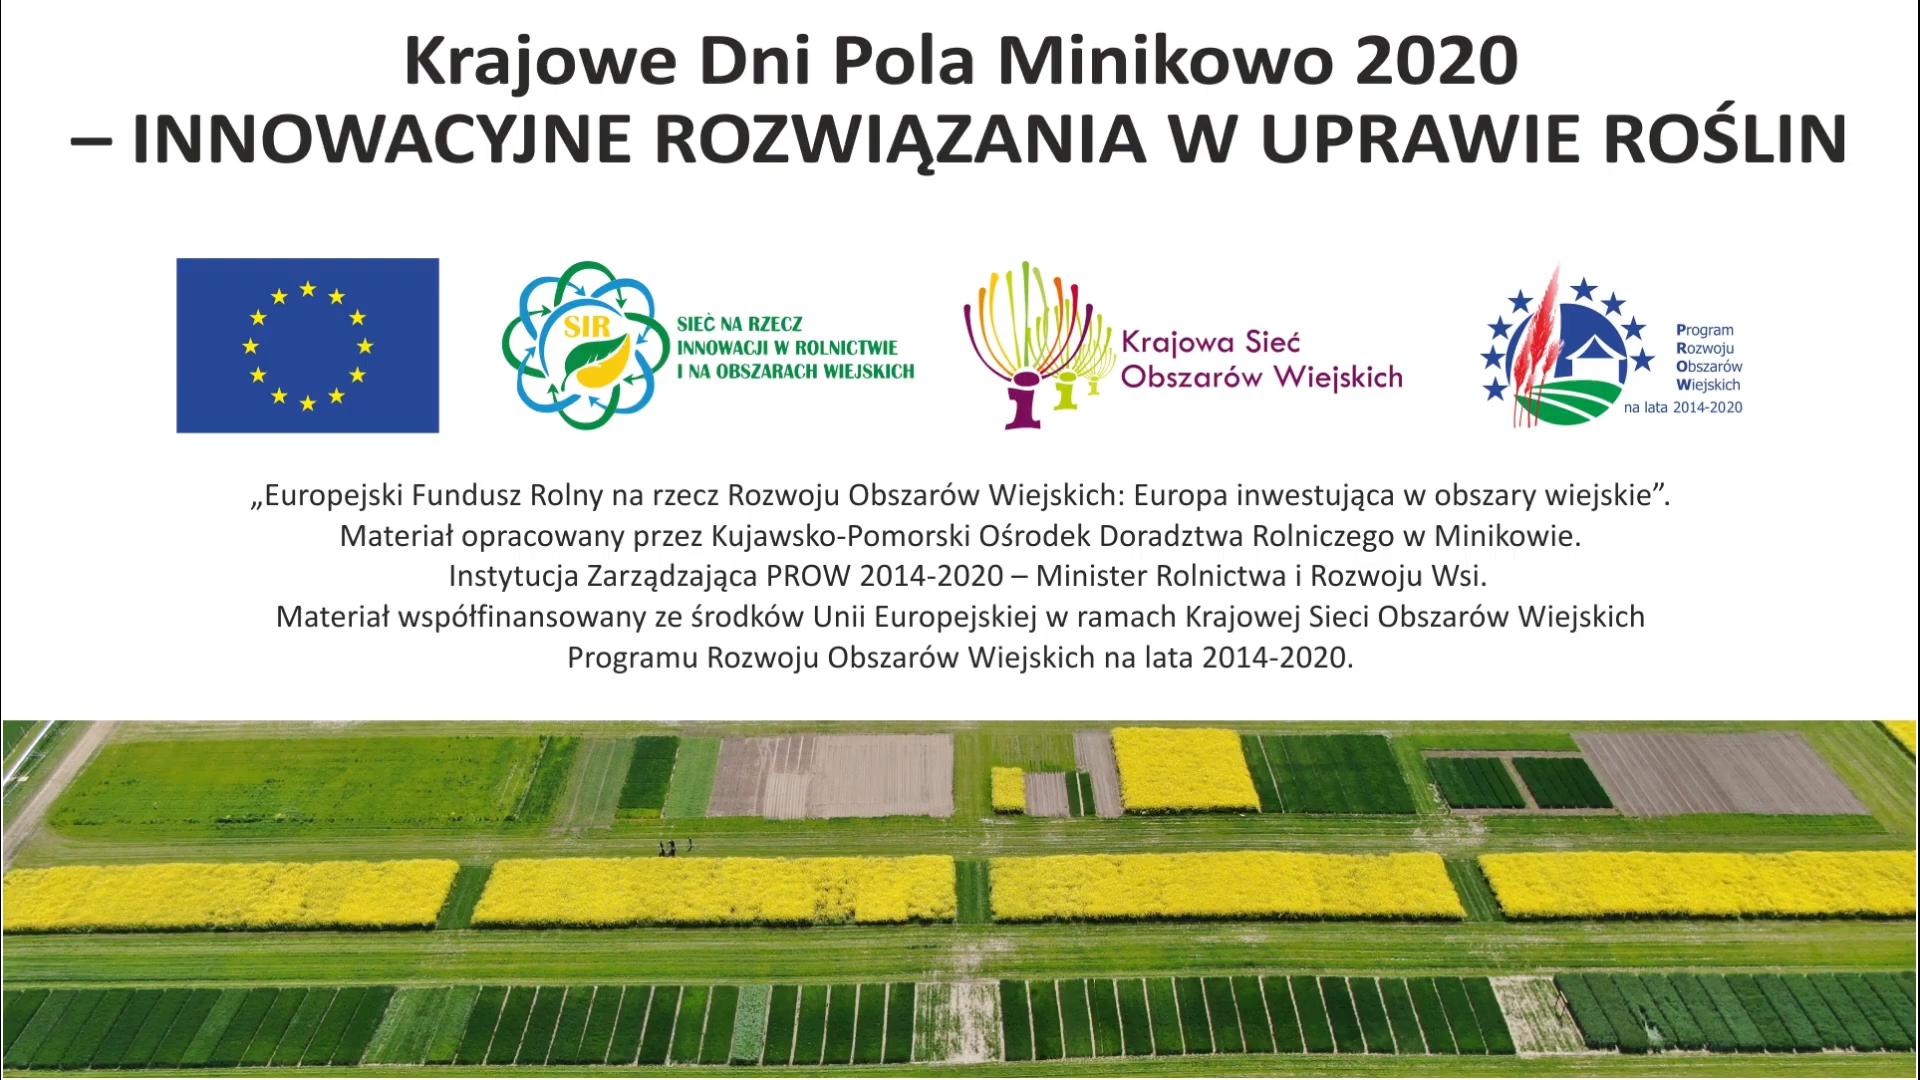 Krajowe Dni Pola Minikowo 2020
– INNOWACYJNE ROZWIĄZANIA W UPRAWIE ROŚLIN
SIR
SIEĆ NA RZECZ
INNOWACJI W ROLNICTWIE
I NA OBSZARACH WIEJSKICH
Krajowa Sieć
Obszarów Wiejskich
Program
Rozwoju
Obszarów
Wiejskich
na lata 2014-2020
„Europejski Fundusz Rolny na rzecz Rozwoju Obszarów Wiejskich: Europa inwestująca w obszary wiejskie”.
Materiał opracowany przez Kujawsko-Pomorski Ośrodek Doradztwa Rolniczego w Minikowie.
Instytucja Zarządzająca PROW 2014-2020 – Minister Rolnictwa i Rozwoju Wsi.
Materiał współfinansowany ze środków Unii Europejskiej w ramach Krajowej Sieci Obszarów Wiejskich
Programu Rozwoju Obszarów Wiejskich na lata 2014-2020.